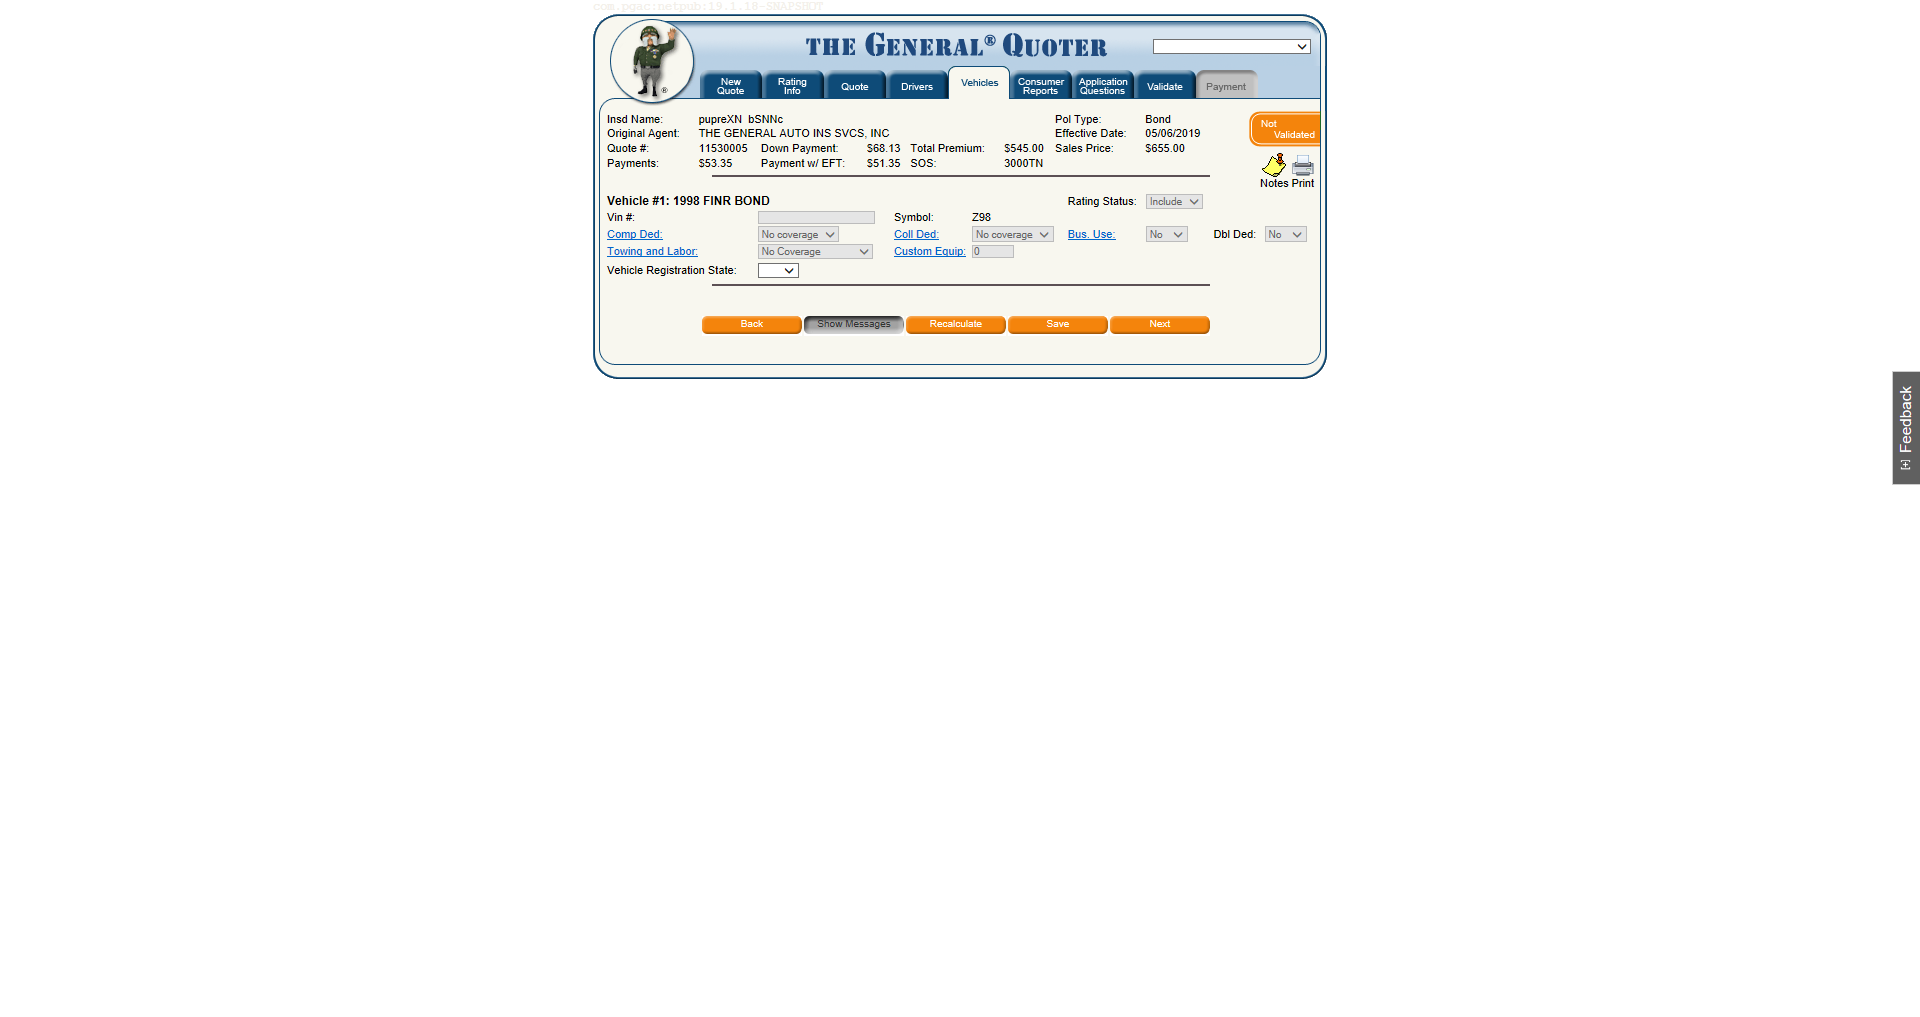 com.pgac:netpub:19.1.18-SNAPSHOT
THE GENERAL® QUOTER
New Quote
Rating Info
Quote
Drivers
Vehicles
Consumer Reports
Application Questions
Validate
Payment
®
Insd Name: pupreXN bSNNc Pol Type: Bond
Not Validated
Original Agent: THE GENERAL AUTO INS SVCS, INC Effective Date: 05/06/2019
Quote #: 11530005 Down Payment: $68.13 Total Premium: $545.00 Sales Price: $655.00
Payments: $53.35 Payment w/ EFT: $51.35 SOS: 3000TN
Notes Print
Vehicle #1: 1998 FINR BOND Rating Status: Include
Vin #: Symbol: Z98
Comp Ded: No coverage Coll Ded: No coverage Bus. Use: No Dbl Ded: No
Towing and Labor: No Coverage Custom Equip: 0
Vehicle Registration State:
Back Show Messages Recalculate Save Next
[+] Feedback